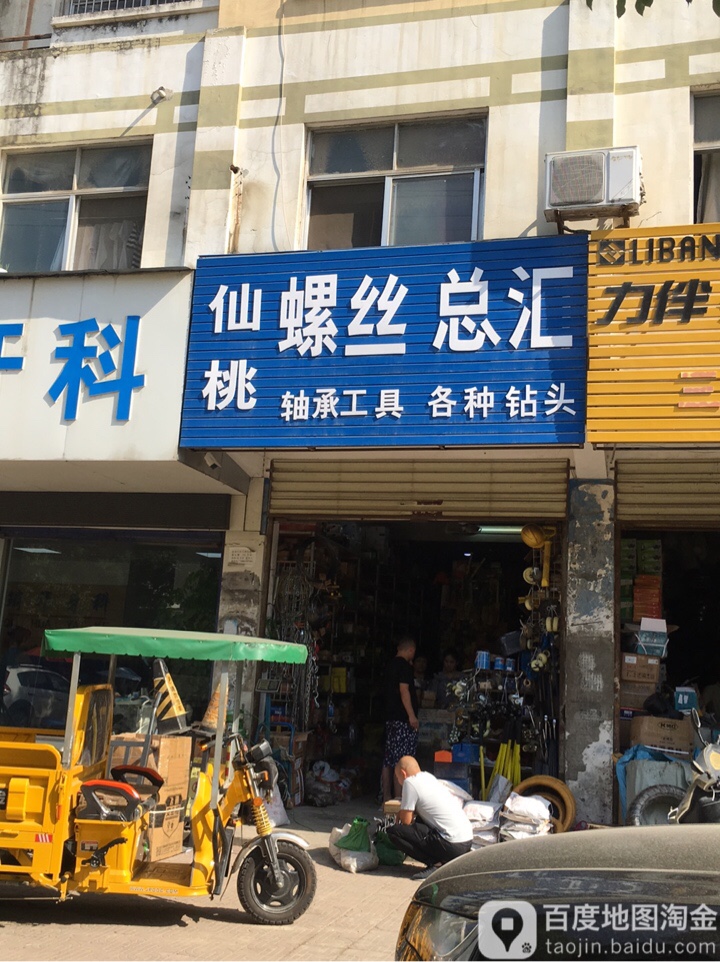 仙桃
螺丝总汇
轴承工具 各种钻头
科
LIBAN
力伴
百度地图淘金
taojin.baidu.com